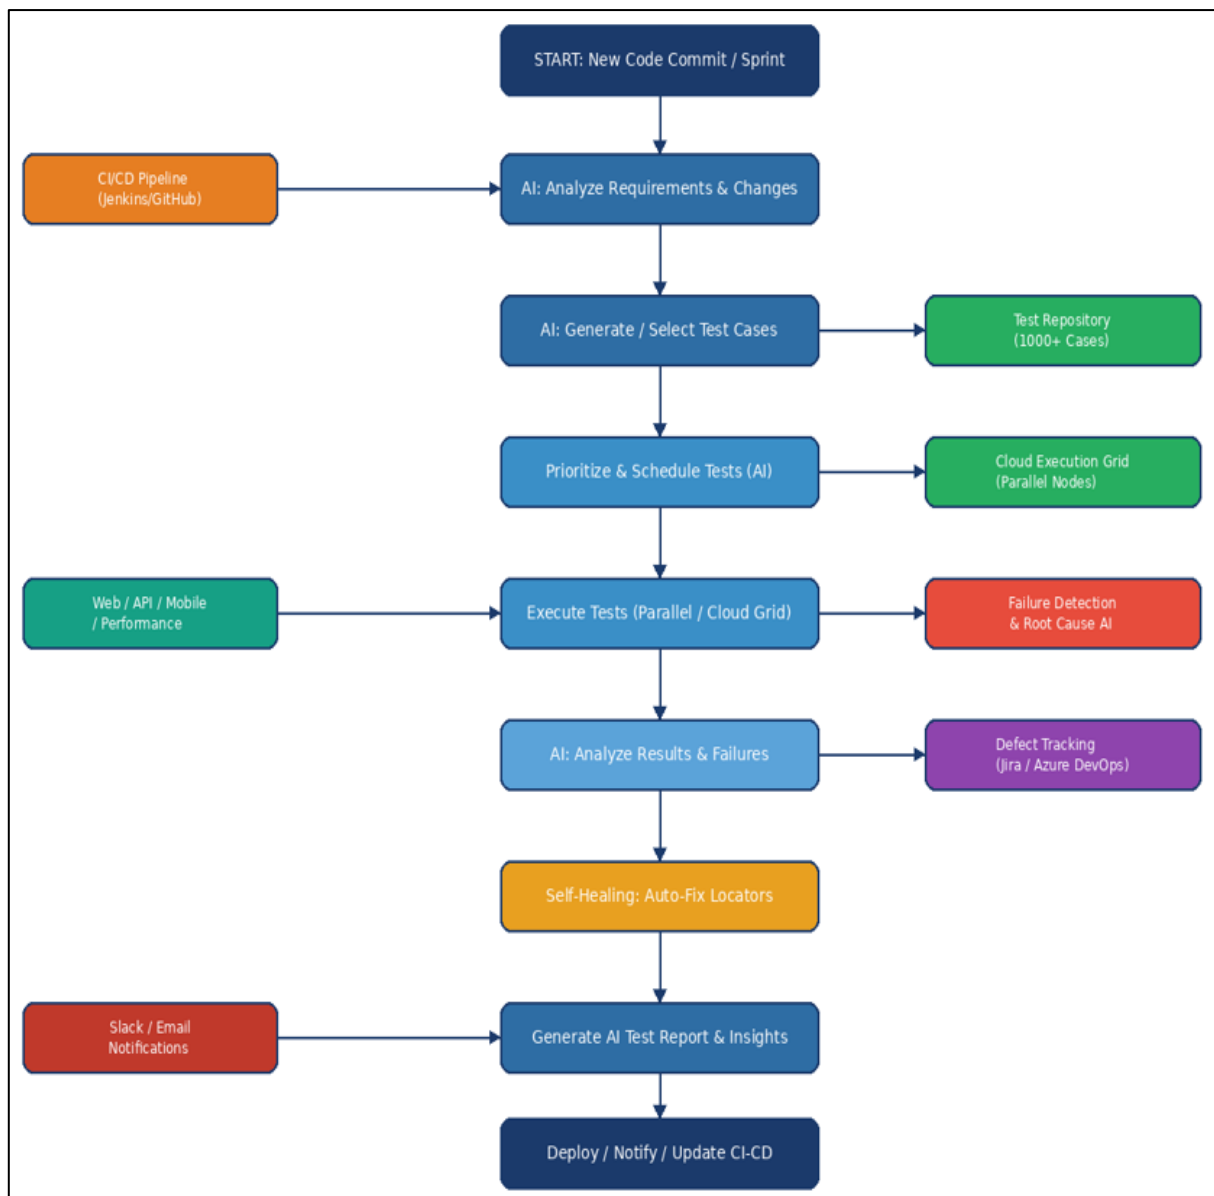 START: New Code Commit / Sprint
CI/CD Pipeline
(Jenkins/GitHub)
AI: Analyze Requirements & Changes
AI: Generate / Select Test Cases
Test Repository
(1000+ Cases)
Prioritize & Schedule Tests (AI)
Cloud Execution Grid
(Parallel Nodes)
Web / API / Mobile
/ Performance
Execute Tests (Parallel / Cloud Grid)
Failure Detection
& Root Cause AI
AI: Analyze Results & Failures
Defect Tracking
(Jira / Azure DevOps)
Self-Healing: Auto-Fix Locators
Slack / Email
Notifications
Generate AI Test Report & Insights
Deploy / Notify / Update CI-CD